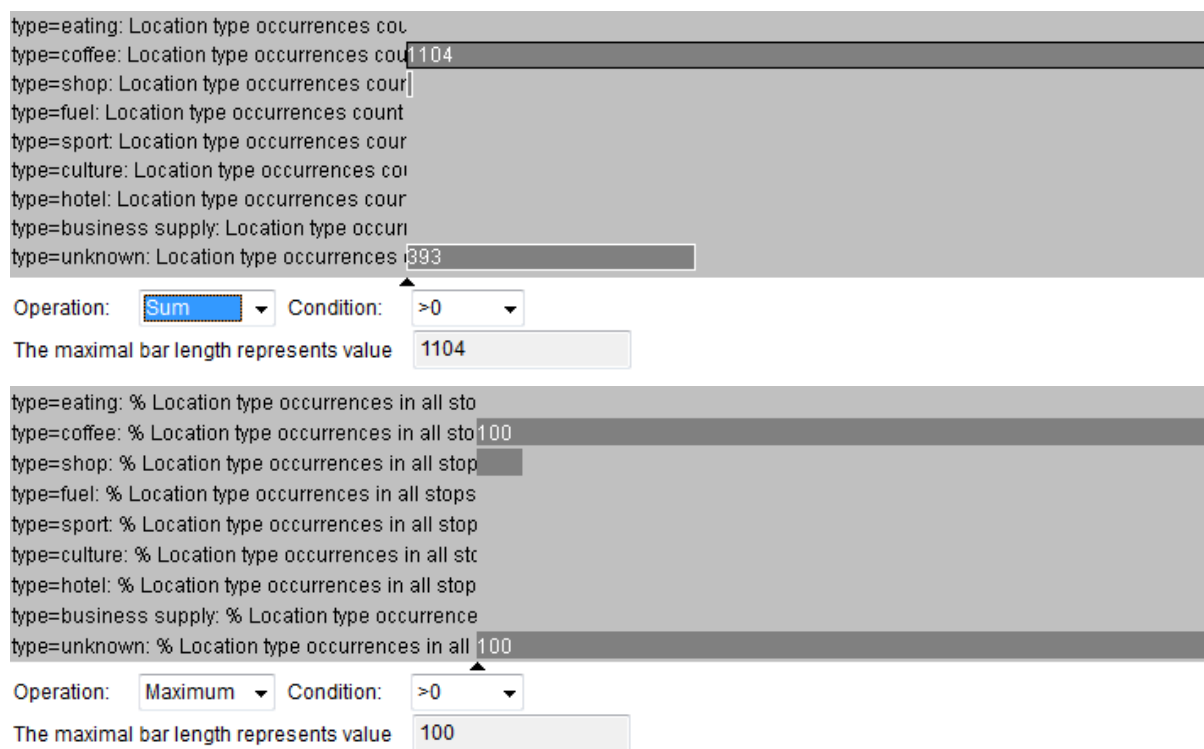 type=eating: Location type occurrences cou
type=coffee: Location type occurrences cou 1104
type=shop: Location type occurrences cour
type=fuel: Location type occurrences count
type=sport: Location type occurrences cour
type=culture: Location type occurrences cou
type=hotel: Location type occurrences cour
type=business supply: Location type occurr
type=unknown: Location type occurrences 393
Operation: Sum Condition: >0
The maximal bar length represents value 1104
type=eating: % Location type occurrences in all sto
type=coffee: % Location type occurrences in all sto 100
type=shop: % Location type occurrences in all stop
type=fuel: % Location type occurrences in all stops
type=sport: % Location type occurrences in all stop
type=culture: % Location type occurrences in all sto
type=hotel: % Location type occurrences in all stop
type=business supply: % Location type occurrence
type=unknown: % Location type occurrences in all 100
Operation: Maximum Condition: >0
The maximal bar length represents value 100